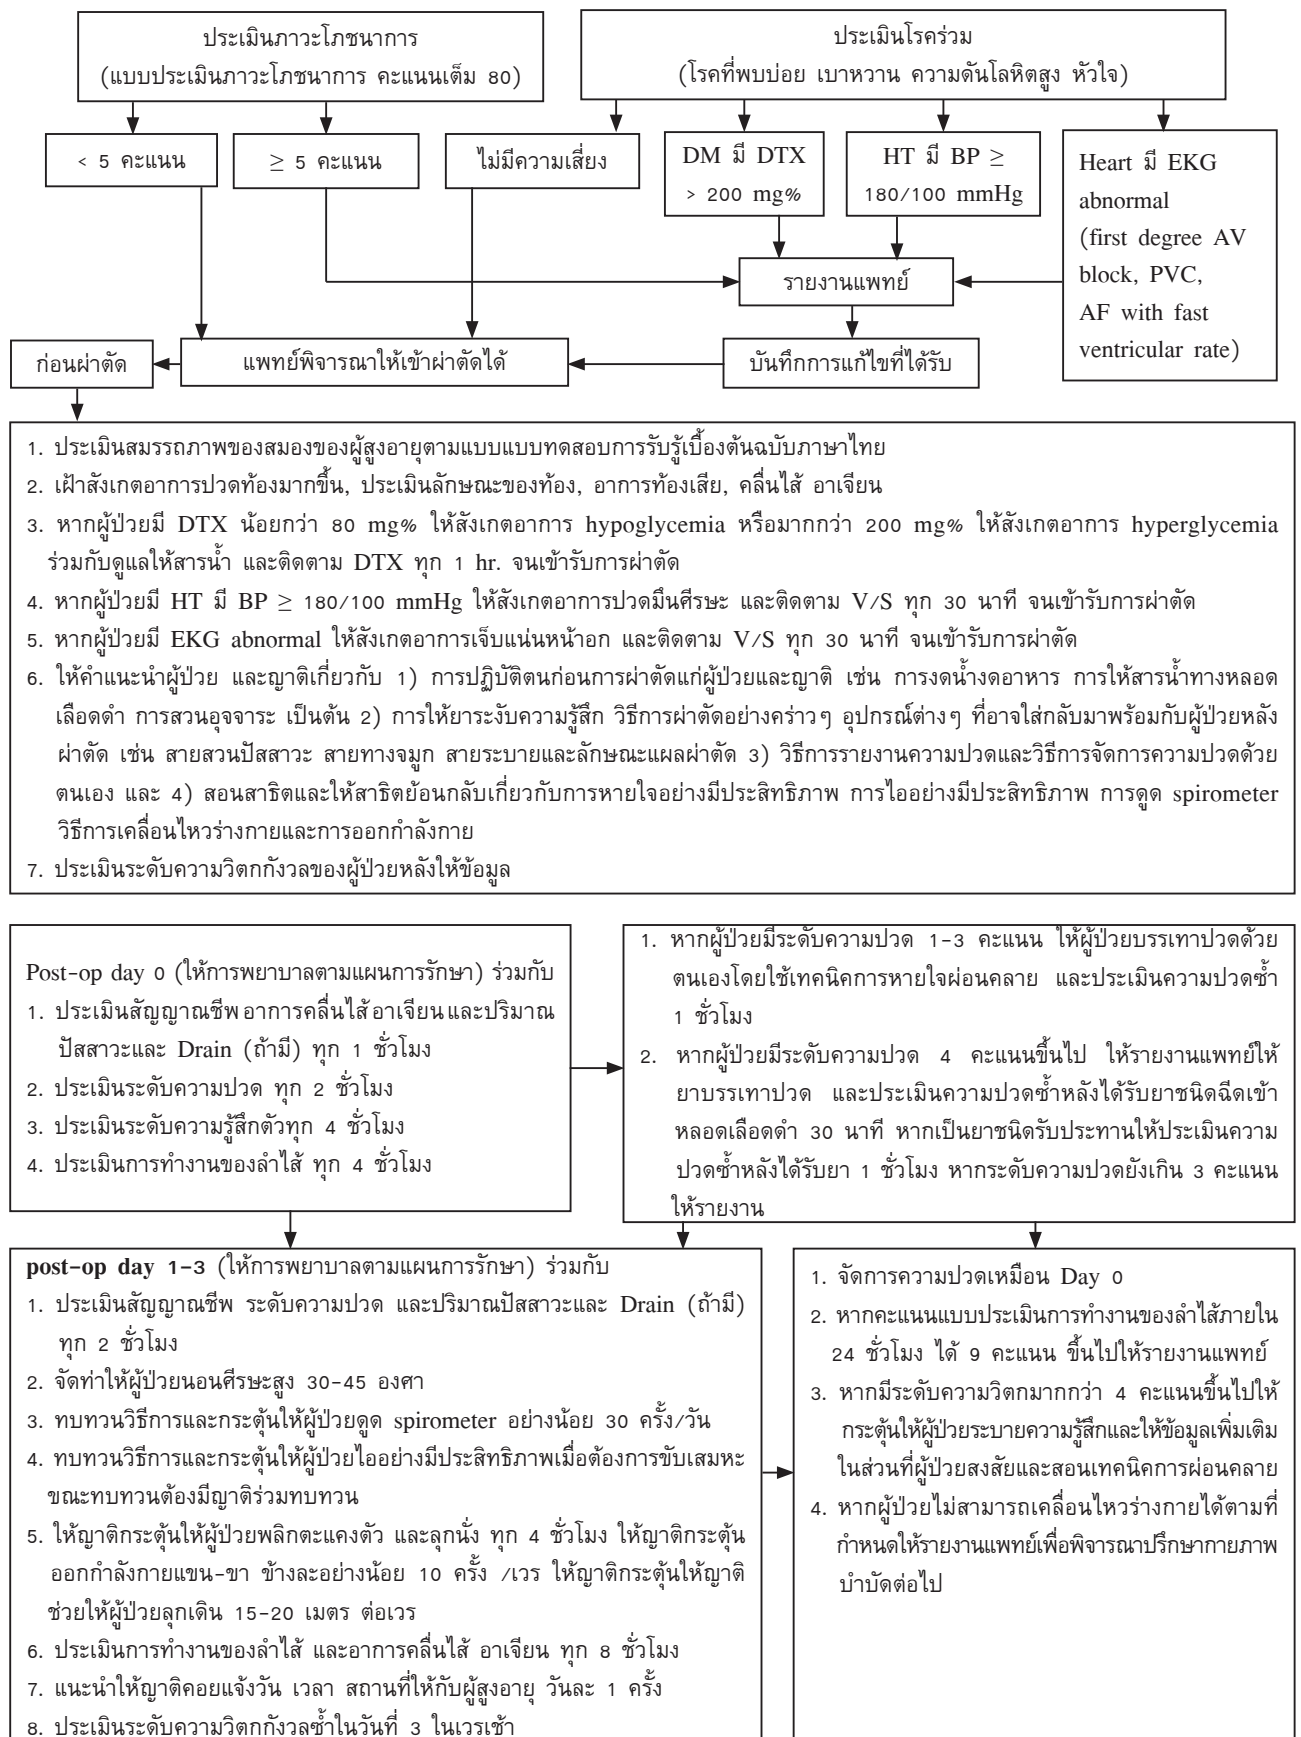 ประเมินภาวะโภชนาการ
(แบบประเมินภาวะโภชนาการ คะแนนเต็ม 80)
ประเมินโรคร่วม
(โรคที่พบบ่อย เบาหวาน ความดันโลหิตสูง หัวใจ)
< 5 คะแนน
≥ 5 คะแนน
ไม่มีความเสี่ยง
DM มี DTX
> 200 mg%
HT มี BP ≥
180/100 mmHg
Heart มี EKG
abnormal
(first degree AV
block, PVC,
AF with fast
ventricular rate)
รายงานแพทย์
ก่อนผ่าตัด
แพทย์พิจารณาให้เข้าผ่าตัดได้
บันทึกการแก้ไขที่ได้รับ
1. ประเมินสมรรถภาพของสมองของผู้สูงอายุตามแบบแบบทดสอบการรับรู้เบื้องต้นฉบับภาษาไทย
2. เฝ้าสังเกตอาการปวดท้องมากขึ้น, ประเมินลักษณะของท้อง, อาการท้องเสีย, คลื่นไส้ อาเจียน
3. หากผู้ป่วยมี DTX น้อยกว่า 80 mg% ให้สังเกตอาการ hypoglycemia หรือมากกว่า 200 mg% ให้สังเกตอาการ hyperglycemia
ร่วมกับดูแลให้สารน้ำ และติดตาม DTX ทุก 1 hr. จนเข้ารับการผ่าตัด
4. หากผู้ป่วยมี HT มี BP ≥ 180/100 mmHg ให้สังเกตอาการปวดมึนศีรษะ และติดตาม V/S ทุก 30 นาที จนเข้ารับการผ่าตัด
5. หากผู้ป่วยมี EKG abnormal ให้สังเกตอาการเจ็บแน่นหน้าอก และติดตาม V/S ทุก 30 นาที จนเข้ารับการผ่าตัด
6. ให้คำแนะนำผู้ป่วย และญาติเกี่ยวกับ 1) การปฏิบัติตนก่อนการผ่าตัดแก่ผู้ป่วยและญาติ เช่น การงดน้ำงดอาหาร การให้สารน้ำทางหลอด
เลือดดำ การสวนอุจจาระ เป็นต้น 2) การให้ยาระงับความรู้สึก วิธีการผ่าตัดอย่างคร่าวๆ อุปกรณ์ต่างๆ ที่อาจใส่กลับมาพร้อมกับผู้ป่วยหลัง
ผ่าตัด เช่น สายสวนปัสสาวะ สายทางจมูก สายระบายและลักษณะแผลผ่าตัด 3) วิธีการรายงานความปวดและวิธีการจัดการความปวดด้วย
ตนเอง และ 4) สอนสาธิตและให้สาธิตย้อนกลับเกี่ยวกับการหายใจอย่างมีประสิทธิภาพ การไออย่างมีประสิทธิภาพ การดูด spirometer
วิธีการเคลื่อนไหวร่างกายและการออกกำลังกาย
7. ประเมินระดับความวิตกกังวลของผู้ป่วยหลังให้ข้อมูล
Post-op day 0 (ให้การพยาบาลตามแผนการรักษา) ร่วมกับ
1. ประเมินสัญญาณชีพ อาการคลื่นไส้ อาเจียน และปริมาณ
ปัสสาวะและ Drain (ถ้ามี) ทุก 1 ชั่วโมง
2. ประเมินระดับความปวด ทุก 2 ชั่วโมง
3. ประเมินระดับความรู้สึกตัวทุก 4 ชั่วโมง
4. ประเมินการทำงานของลำไส้ ทุก 4 ชั่วโมง
1. หากผู้ป่วยมีระดับความปวด 1-3 คะแนน ให้ผู้ป่วยบรรเทาปวดด้วย
ตนเองโดยใช้เทคนิคการหายใจผ่อนคลาย และประเมินความปวดซ้ำ
1 ชั่วโมง
2. หากผู้ป่วยมีระดับความปวด 4 คะแนนขึ้นไป ให้รายงานแพทย์ให้
ยาบรรเทาปวด และประเมินความปวดซ้ำหลังได้รับยาชนิดฉีดเข้า
หลอดเลือดดำ 30 นาที หากเป็นยาชนิดรับประทานให้ประเมินความ
ปวดซ้ำหลังได้รับยา 1 ชั่วโมง หากระดับความปวดยังเกิน 3 คะแนน
ให้รายงาน
post-op day 1-3 (ให้การพยาบาลตามแผนการรักษา) ร่วมกับ
1. ประเมินสัญญาณชีพ ระดับความปวด และปริมาณปัสสาวะและ Drain (ถ้ามี)
ทุก 2 ชั่วโมง
2. จัดท่าให้ผู้ป่วยนอนศีรษะสูง 30-45 องศา
3. ทบทวนวิธีการและกระตุ้นให้ผู้ป่วยดูด spirometer อย่างน้อย 30 ครั้ง/วัน
4. ทบทวนวิธีการและกระตุ้นให้ผู้ป่วยไออย่างมีประสิทธิภาพเมื่อต้องการขับเสมหะ
ขณะทบทวนต้องมีญาติร่วมทบทวน
5. ให้ญาติกระตุ้นให้ผู้ป่วยพลิกตะแคงตัว และลุกนั่ง ทุก 4 ชั่วโมง ให้ญาติกระตุ้น
ออกกำลังกายแขน-ขา ข้างละอย่างน้อย 10 ครั้ง /เวร ให้ญาติกระตุ้นให้ญาติ
ช่วยให้ผู้ป่วยลุกเดิน 15-20 เมตร ต่อเวร
6. ประเมินการทำงานของลำไส้ และอาการคลื่นไส้ อาเจียน ทุก 8 ชั่วโมง
7. แนะนำให้ญาติคอยแจ้งวัน เวลา สถานที่ให้กับผู้สูงอายุ วันละ 1 ครั้ง
8. ประเมินระดับความวิตกกังวลซ้ำในวันที่ 3 ในเวรเช้า
1. จัดการความปวดเหมือน Day 0
2. หากคะแนนแบบประเมินการทำงานของลำไส้ภายใน
24 ชั่วโมง ได้ 9 คะแนน ขึ้นไปให้รายงานแพทย์
3. หากมีระดับความวิตกมากกว่า 4 คะแนนขึ้นไปให้
กระตุ้นให้ผู้ป่วยระบายความรู้สึกและให้ข้อมูลเพิ่มเติม
ในส่วนที่ผู้ป่วยสงสัยและสอนเทคนิคการผ่อนคลาย
4. หากผู้ป่วยไม่สามารถเคลื่อนไหวร่างกายได้ตามที่
กำหนดให้รายงานแพทย์เพื่อพิจารณาปรึกษากายภาพ
บำบัดต่อไป